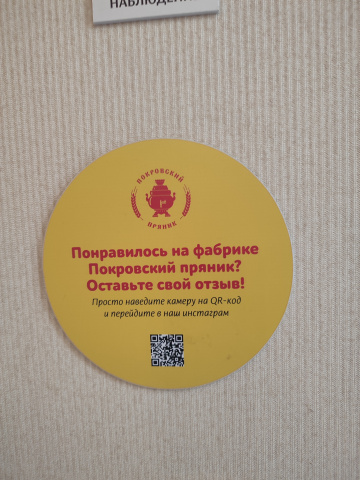 ПОКРОВСКИЙ
ПРЯНИК
Понравилось на фабрике
Покровский пряник?
Оставьте свой отзыв!
Просто наведите камеру на QR-код
и перейдите в наш инстаграм